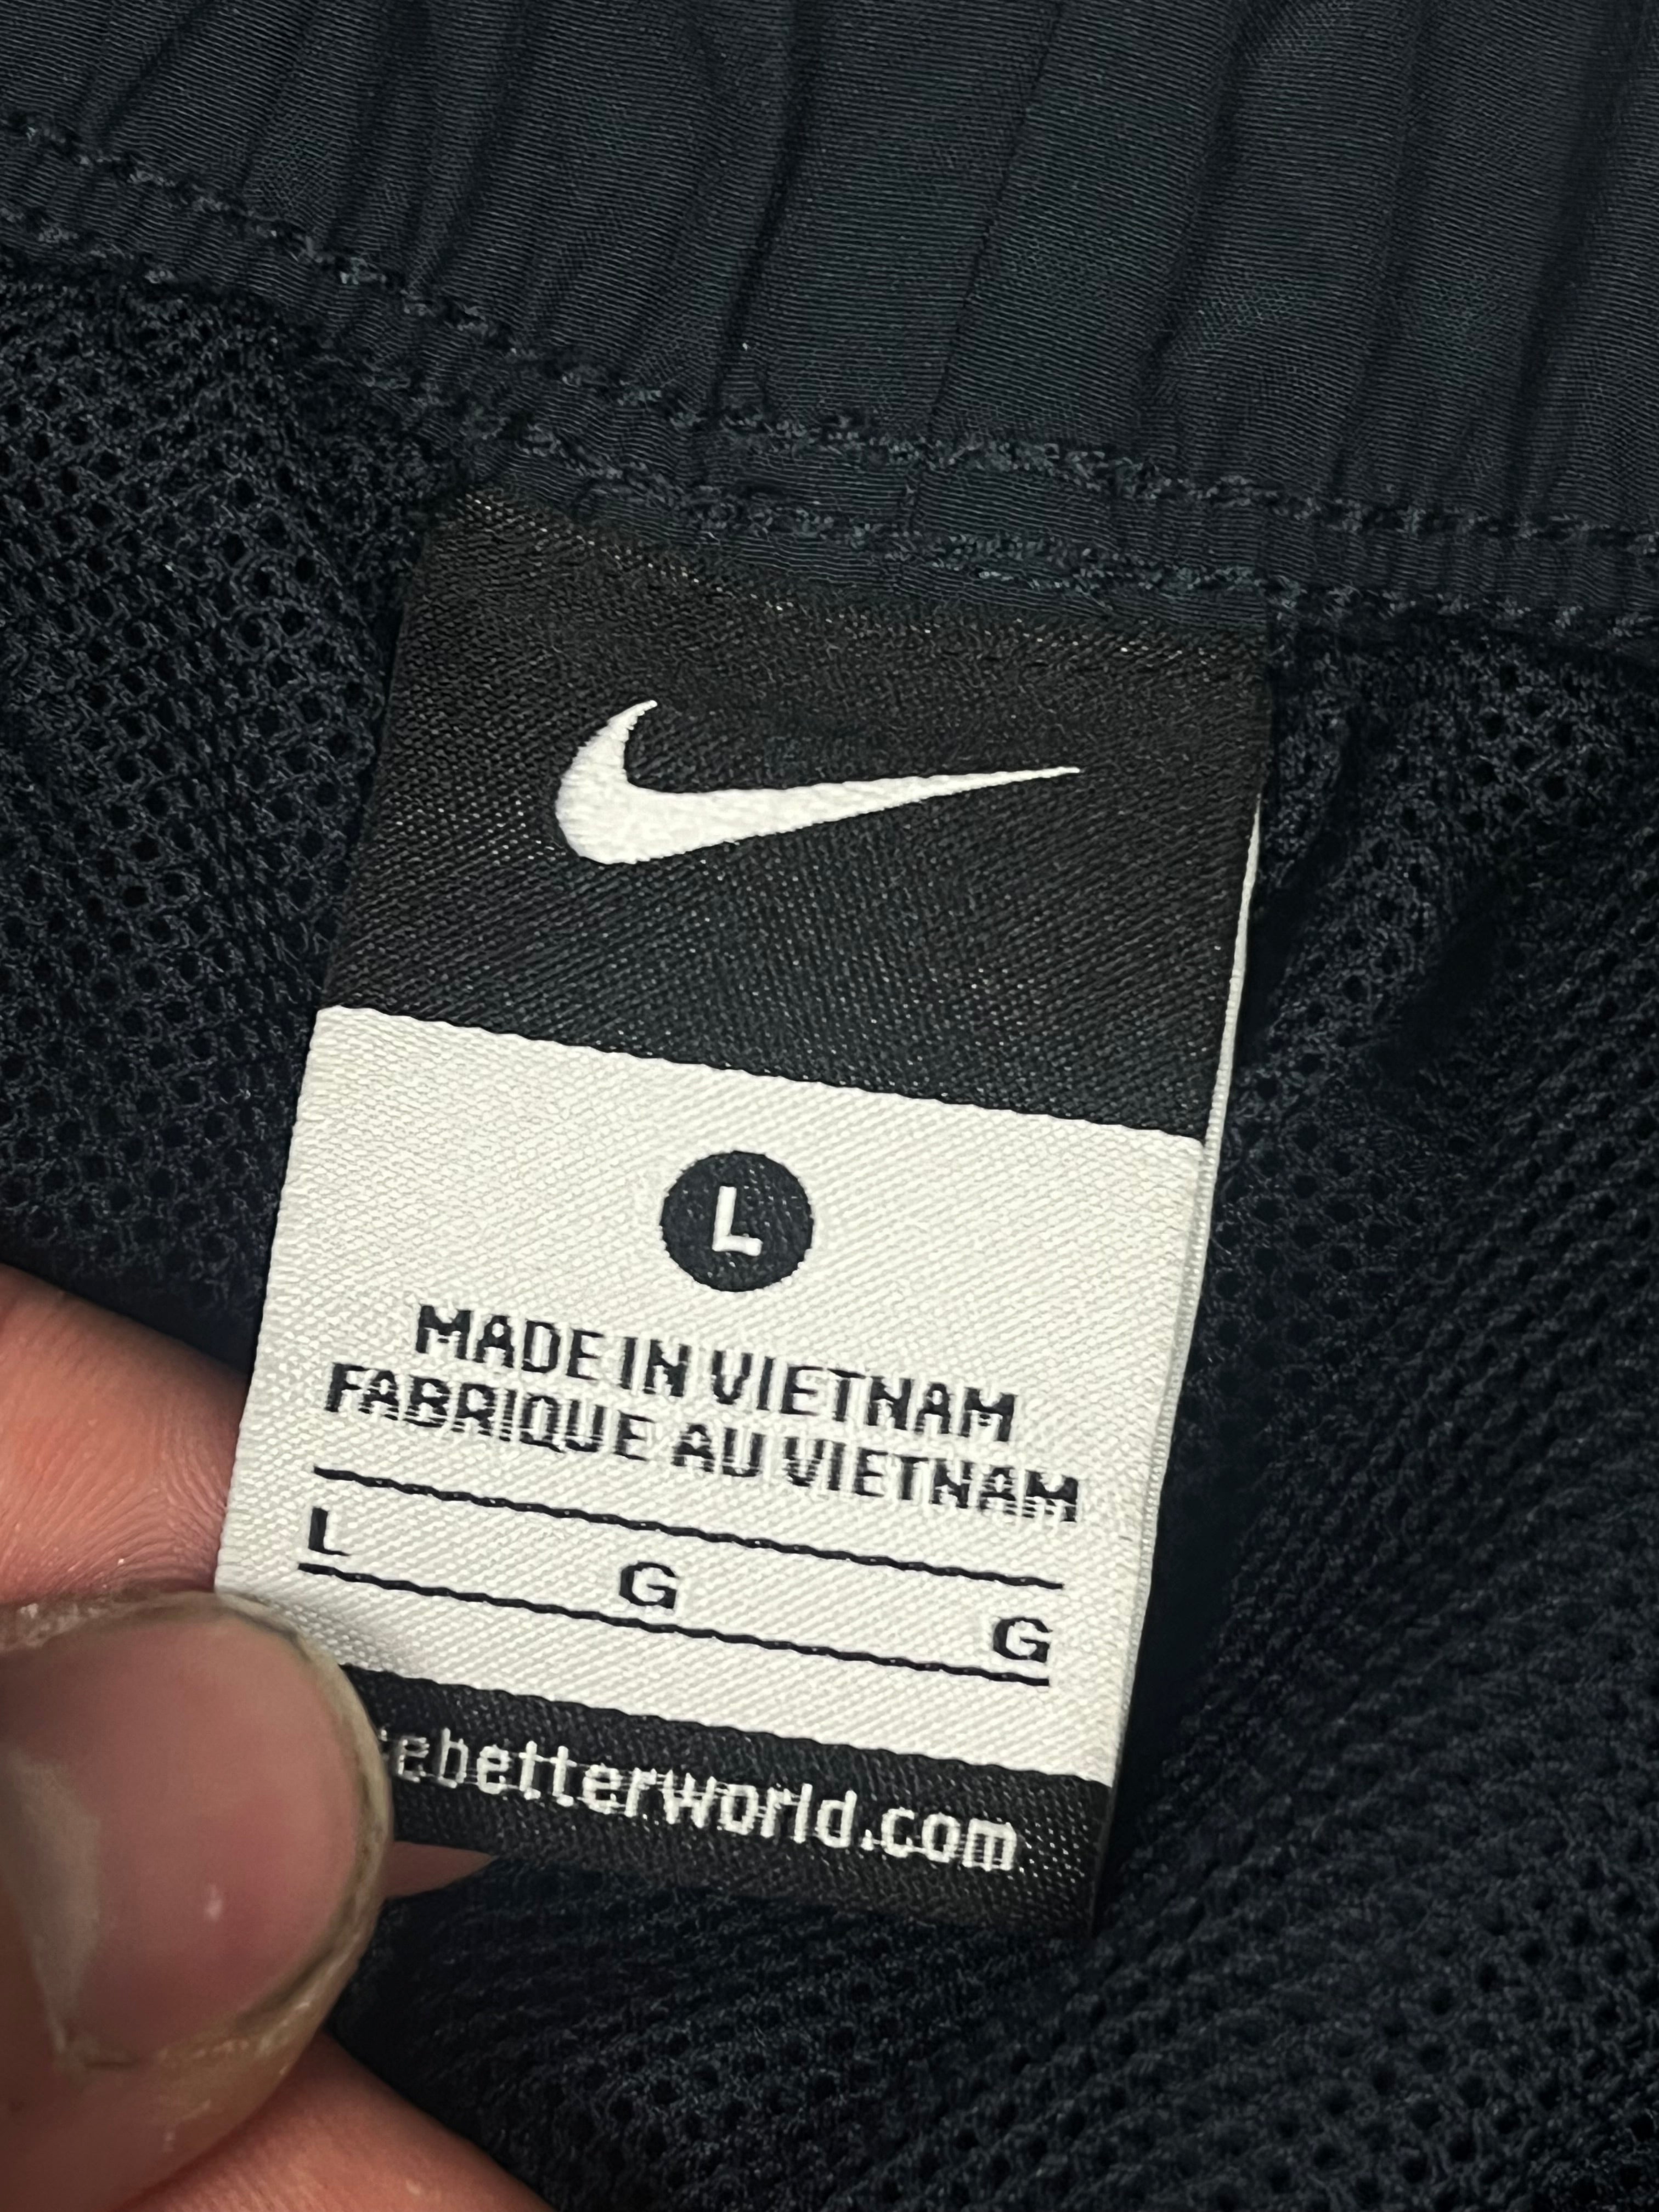 L
MADE IN VIETNAM
FABRIQUE AU VIETNAM
L G G
ebetterworld.com